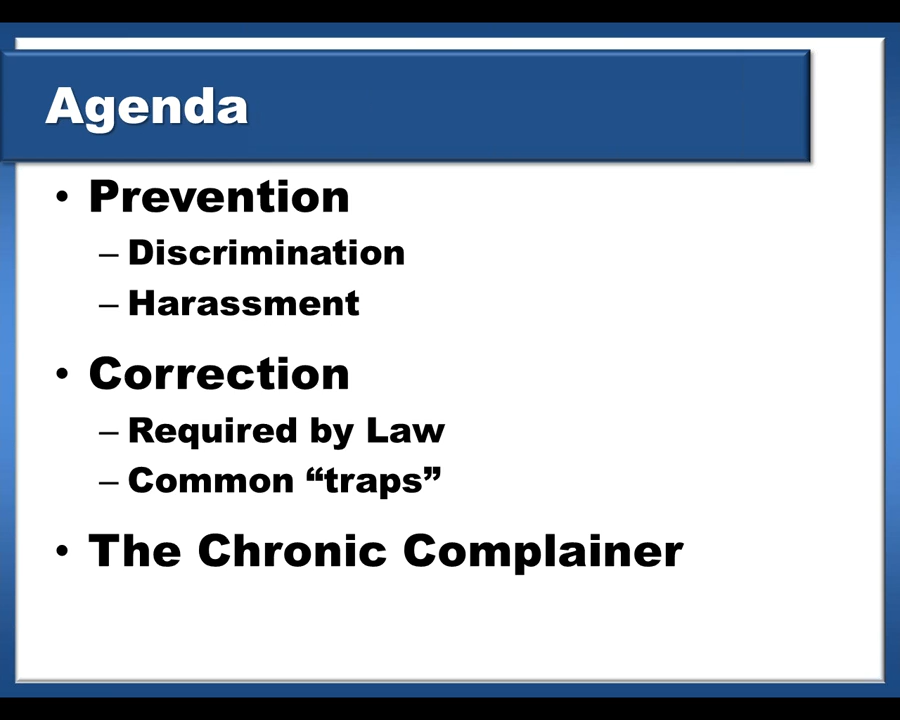 Agenda
• Prevention
– Discrimination
– Harassment
• Correction
– Required by Law
– Common “traps”
• The Chronic Complainer